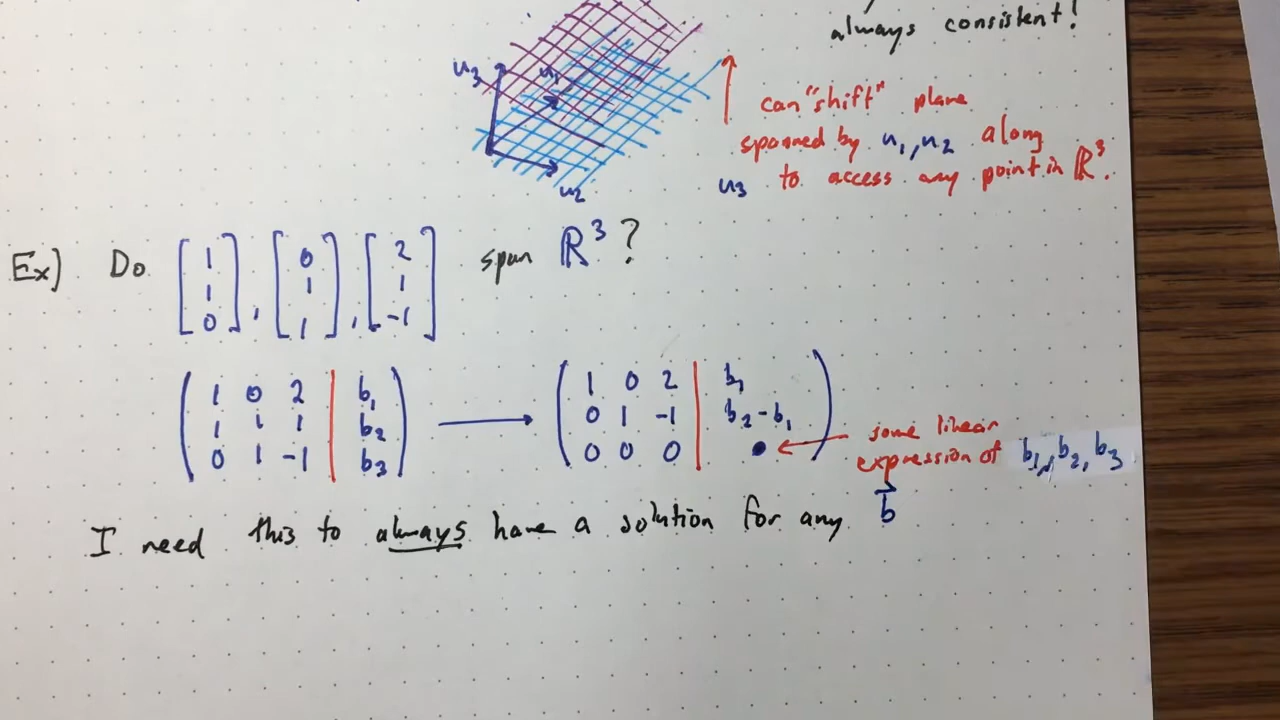 always consistent!
u3 u1
u2
can "shift" plane
spanned by u1, u2 along
u3 to access any point in ℝ³.
Ex) Do [1 1 0], [0 1 1], [2 1 -1] span ℝ³?
1 0 2 | b1 → 1 0 2 | b1
1 1 1 | b2 0 1 -1 | b2 - b1
0 1 -1 | b3 0 0 0 | •
← some linear
expression of b1, b2, b3
I need this to always have a solution for any b⃗